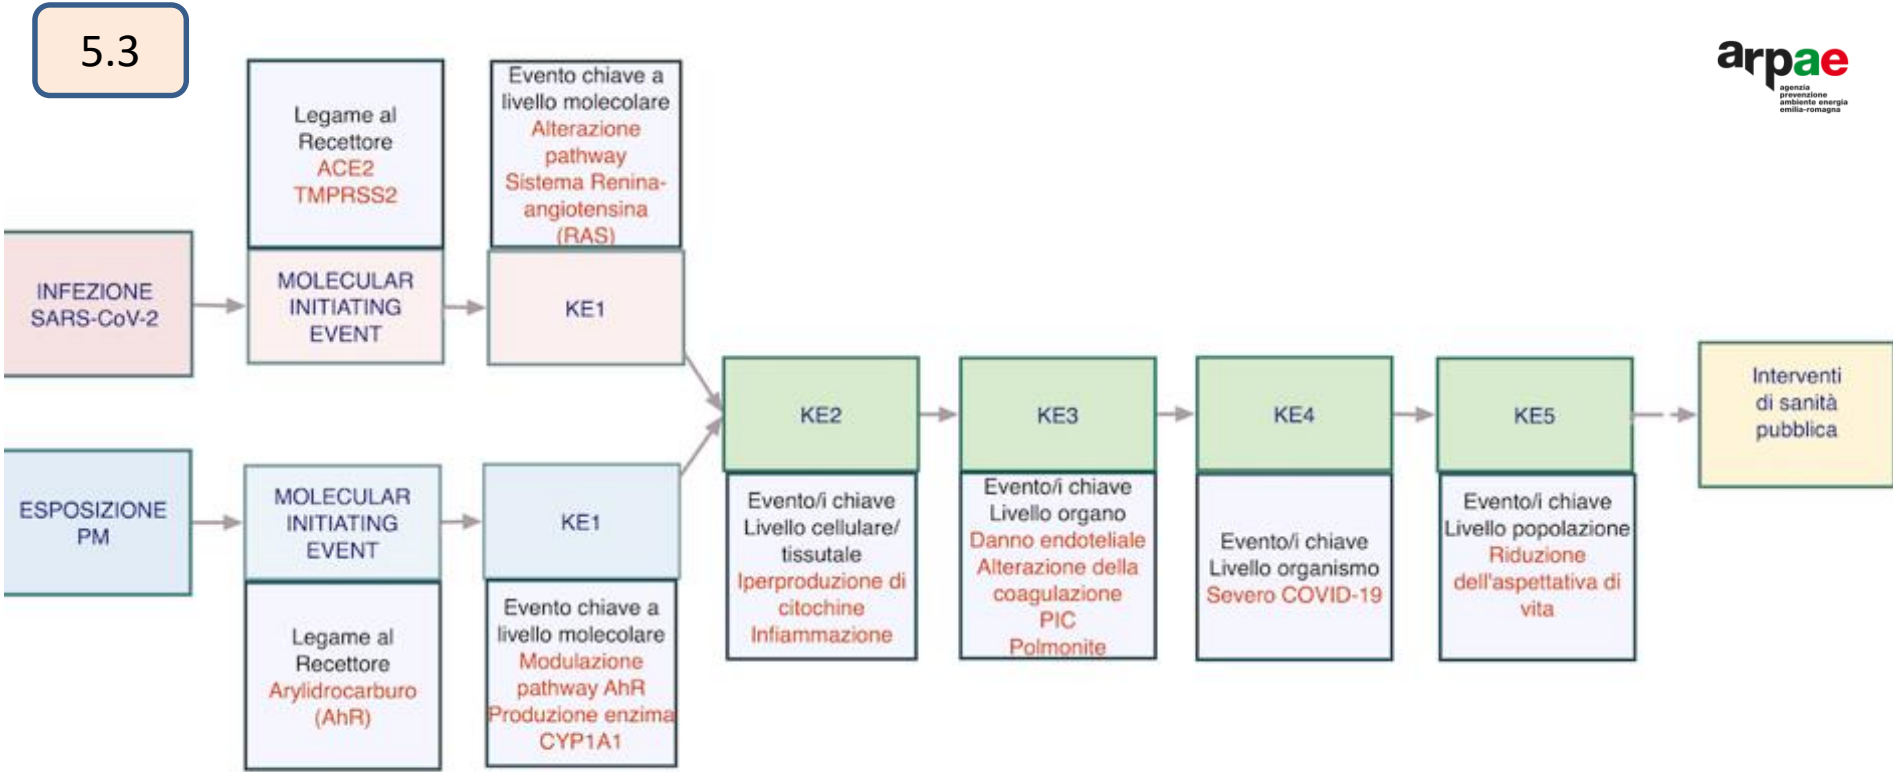 5.3
arpae
agenzia
prevenzione
ambiente energia
emilia-romagna
Legame al
Recettore
ACE2
TMPRSS2
Evento chiave a
livello molecolare
Alterazione
pathway
Sistema Renina-
angiotensina
(RAS)
INFEZIONE
SARS-CoV-2
MOLECULAR
INITIATING
EVENT
KE1
ESPOSIZIONE
PM
MOLECULAR
INITIATING
EVENT
KE1
Legame al
Recettore
Arylidrocarburo
(AhR)
Evento chiave a
livello molecolare
Modulazione
pathway AhR
Produzione enzima
CYP1A1
KE2
Evento/i chiave
Livello cellulare/
tissutale
Iperproduzione di
citochine
Infiammazione
KE3
Evento/i chiave
Livello organo
Danno endoteliale
Alterazione della
coagulazione
PIC
Polmonite
KE4
Evento/i chiave
Livello organismo
Severo COVID-19
KE5
Evento/i chiave
Livello popolazione
Riduzione
dell'aspettativa di
vita
Interventi
di sanità
pubblica